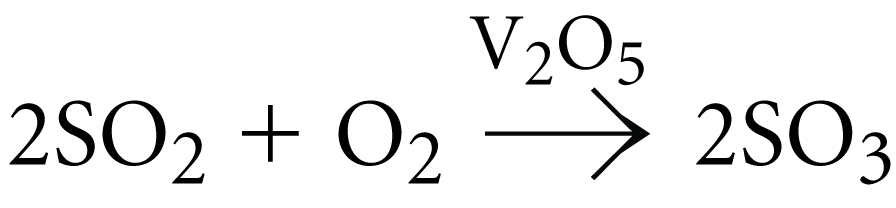 V₂O₅
2SO₂ + O₂ → 2SO₃